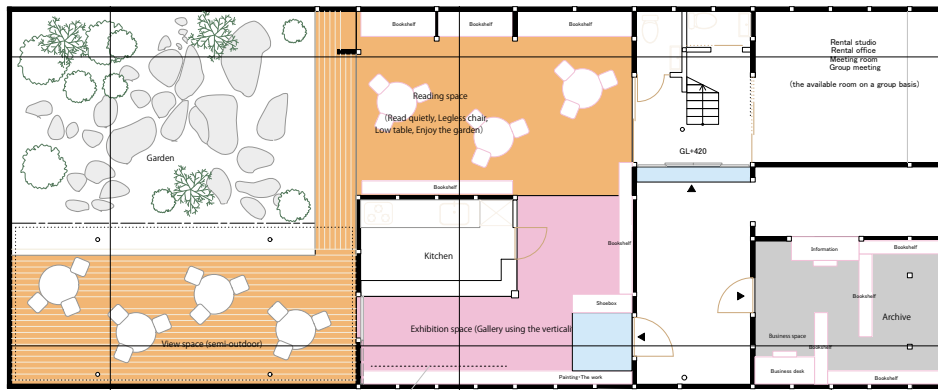 Bookshelf
Bookshelf
Bookshelf
Rental studio
Rental office
Meeting room
Group meeting
(the available room on a group basis)
Reading space
(Read quietly, Legless chair,
Low table, Enjoy the garden)
Garden
GL+420
Bookshelf
Kitchen
Bookshelf
Information
Bookshelf
Bookshelf
Shoebox
Archive
Exhibition space (Gallery using the verticali
View space (semi-outdoor)
Business space
Bookshelf
Painting・The work
Business desk
Bookshelf